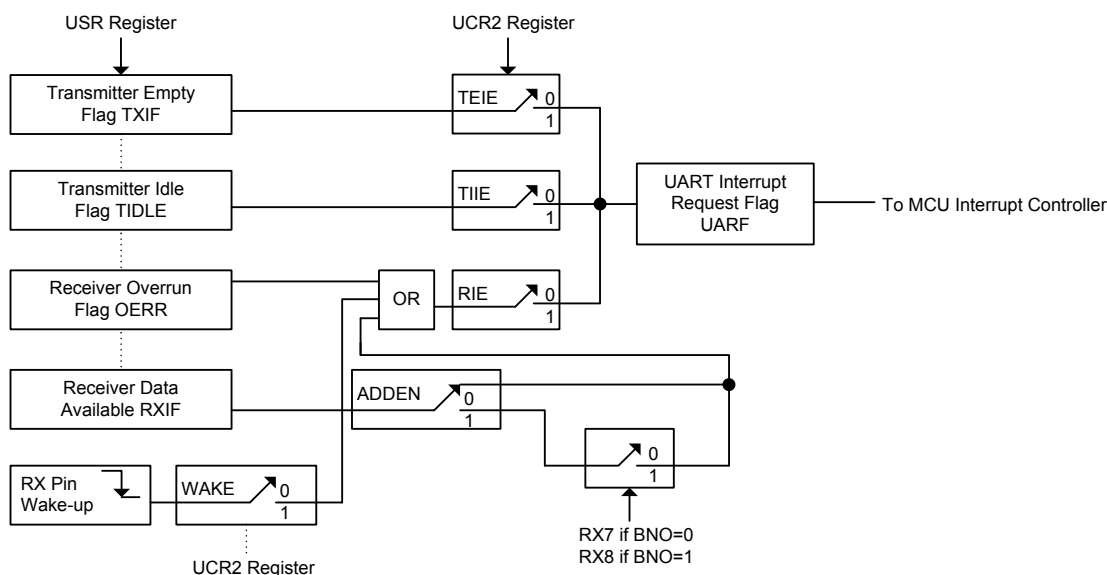 USR Register
UCR2 Register
Transmitter Empty
Flag TXIF
TEIE
0
1
Transmitter Idle
Flag TIDLE
TIIE
0
1
UART Interrupt
Request Flag
UARF
To MCU Interrupt Controller
Receiver Overrun
Flag OERR
OR
RIE
0
1
Receiver Data
Available RXIF
ADDEN
0
1
0
1
RX Pin
Wake-up
WAKE
0
1
RX7 if BNO=0
RX8 if BNO=1
UCR2 Register